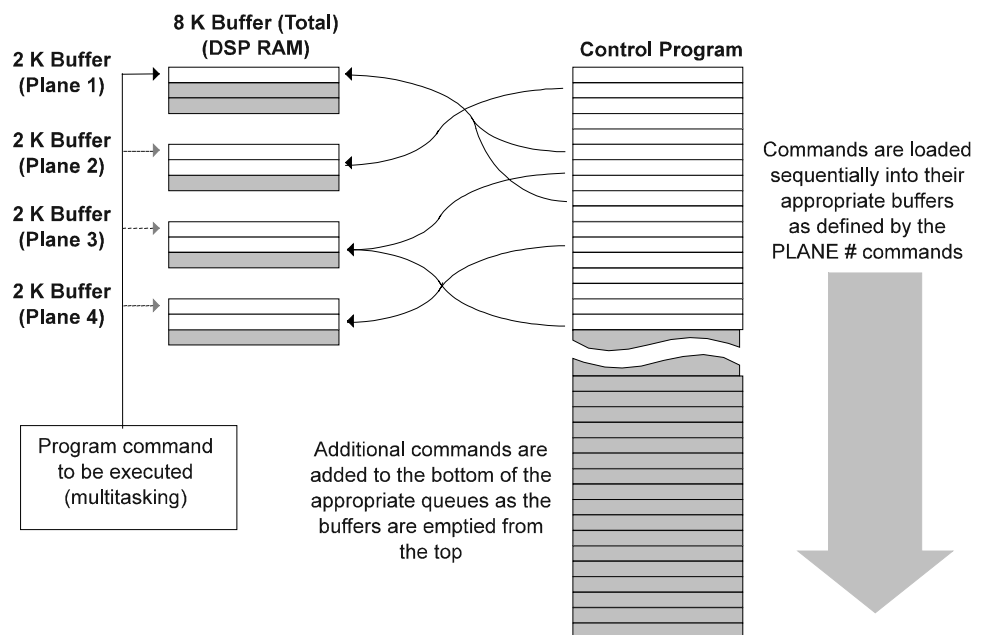 8 K Buffer (Total)
(DSP RAM)
Control Program
2 K Buffer
(Plane 1)
2 K Buffer
(Plane 2)
2 K Buffer
(Plane 3)
2 K Buffer
(Plane 4)
Commands are loaded
sequentially into their
appropriate buffers
as defined by the
PLANE # commands
Program command
to be executed
(multitasking)
Additional commands are
added to the bottom of the
appropriate queues as the
buffers are emptied from
the top